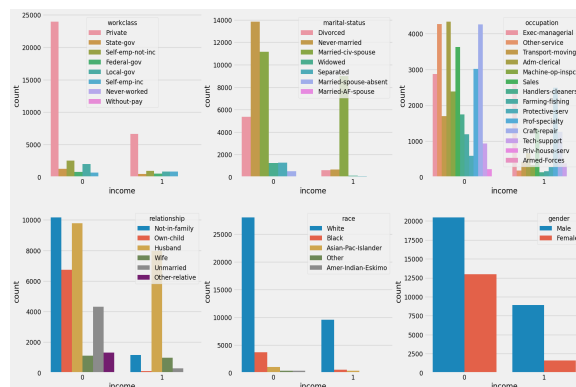 workclass
Private
State-gov
Self-emp-not-inc
Federal-gov
Local-gov
Self-emp-inc
Never-worked
Without-pay
25000
20000
15000
10000
5000
0
count
0
1
income
marital-status
Divorced
Never-married
Married-civ-spouse
Widowed
Separated
Married-spouse-absent
Married-AF-spouse
14000
12000
10000
8000
6000
4000
2000
0
count
0
1
income
occupation
Exec-managerial
Other-service
Transport-moving
Adm-clerical
Machine-op-inspc
Sales
Handlers-cleaners
Farming-fishing
Protective-serv
Prof-specialty
Craft-repair
Tech-support
Priv-house-serv
Armed-Forces
4000
3000
2000
1000
0
count
0
1
income
relationship
Not-in-family
Own-child
Husband
Wife
Unmarried
Other-relative
10000
8000
6000
4000
2000
0
count
0
1
income
race
White
Black
Asian-Pac-Islander
Other
Amer-Indian-Eskimo
25000
20000
15000
10000
5000
0
count
0
1
income
gender
Male
Female
20000
17500
15000
12500
10000
7500
5000
2500
0
count
0
1
income